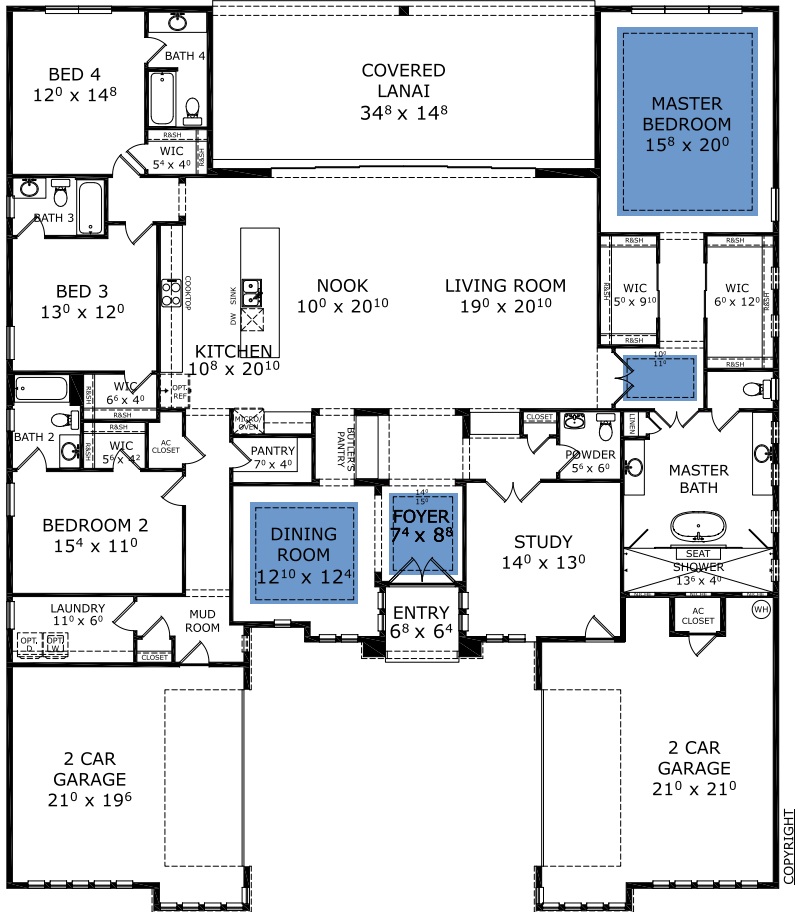 BED 4
12⁰ x 14⁸
BATH 4
R&SH
WIC
5⁴ x 4⁰
R&SH
COVERED
LANAI
34⁸ x 14⁸
MASTER
BEDROOM
15⁸ x 20⁰
BATH 3
BED 3
13⁰ x 12⁰
COOKTOP
SINK
DW
NOOK
10⁰ x 20¹⁰
LIVING ROOM
19⁰ x 20¹⁰
R&SH
R&SH
WIC
5⁰ x 9¹⁰
R&SH
R&SH
WIC
6⁰ x 12⁰
R&SH
R&SH
KITCHEN
10⁸ x 20¹⁰
10⁰
11⁰
R&SH
WIC
6⁶ x 4⁰
R&SH
OPT.
REF
BATH 2
R&SH
R&SH
WIC
5⁶ x 4²
AC
CLOSET
MICRO/
OVEN
PANTRY
7⁰ x 4⁰
BUTLER'S
PANTRY
CLOSET
POWDER
5⁶ x 6⁰
LINEN
MASTER
BATH
BEDROOM 2
15⁴ x 11⁰
DINING
ROOM
12¹⁰ x 12⁴
14⁰
15⁰
FOYER
7⁴ x 8⁸
STUDY
14⁰ x 13⁰
SEAT
SHOWER
13⁶ x 4⁰
NICHE
NICHE
NICHE
LAUNDRY
11⁰ x 6⁰
OPT.
D
OPT.
W
CLOSET
MUD
ROOM
ENTRY
6⁸ x 6⁴
AC
CLOSET
WH
2 CAR
GARAGE
21⁰ x 19⁶
2 CAR
GARAGE
21⁰ x 21⁰
COPYRIGHT